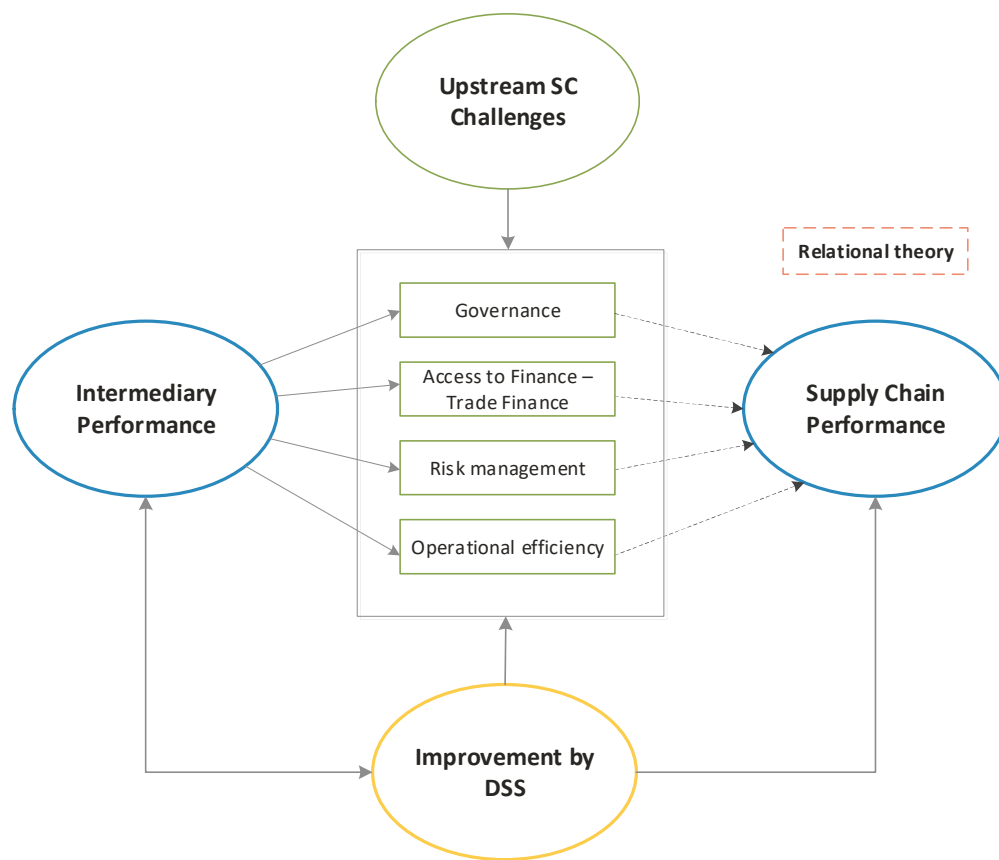 Upstream SC
Challenges
Relational theory
Governance
Access to Finance –
Trade Finance
Risk management
Operational efficiency
Intermediary
Performance
Supply Chain
Performance
Improvement by
DSS